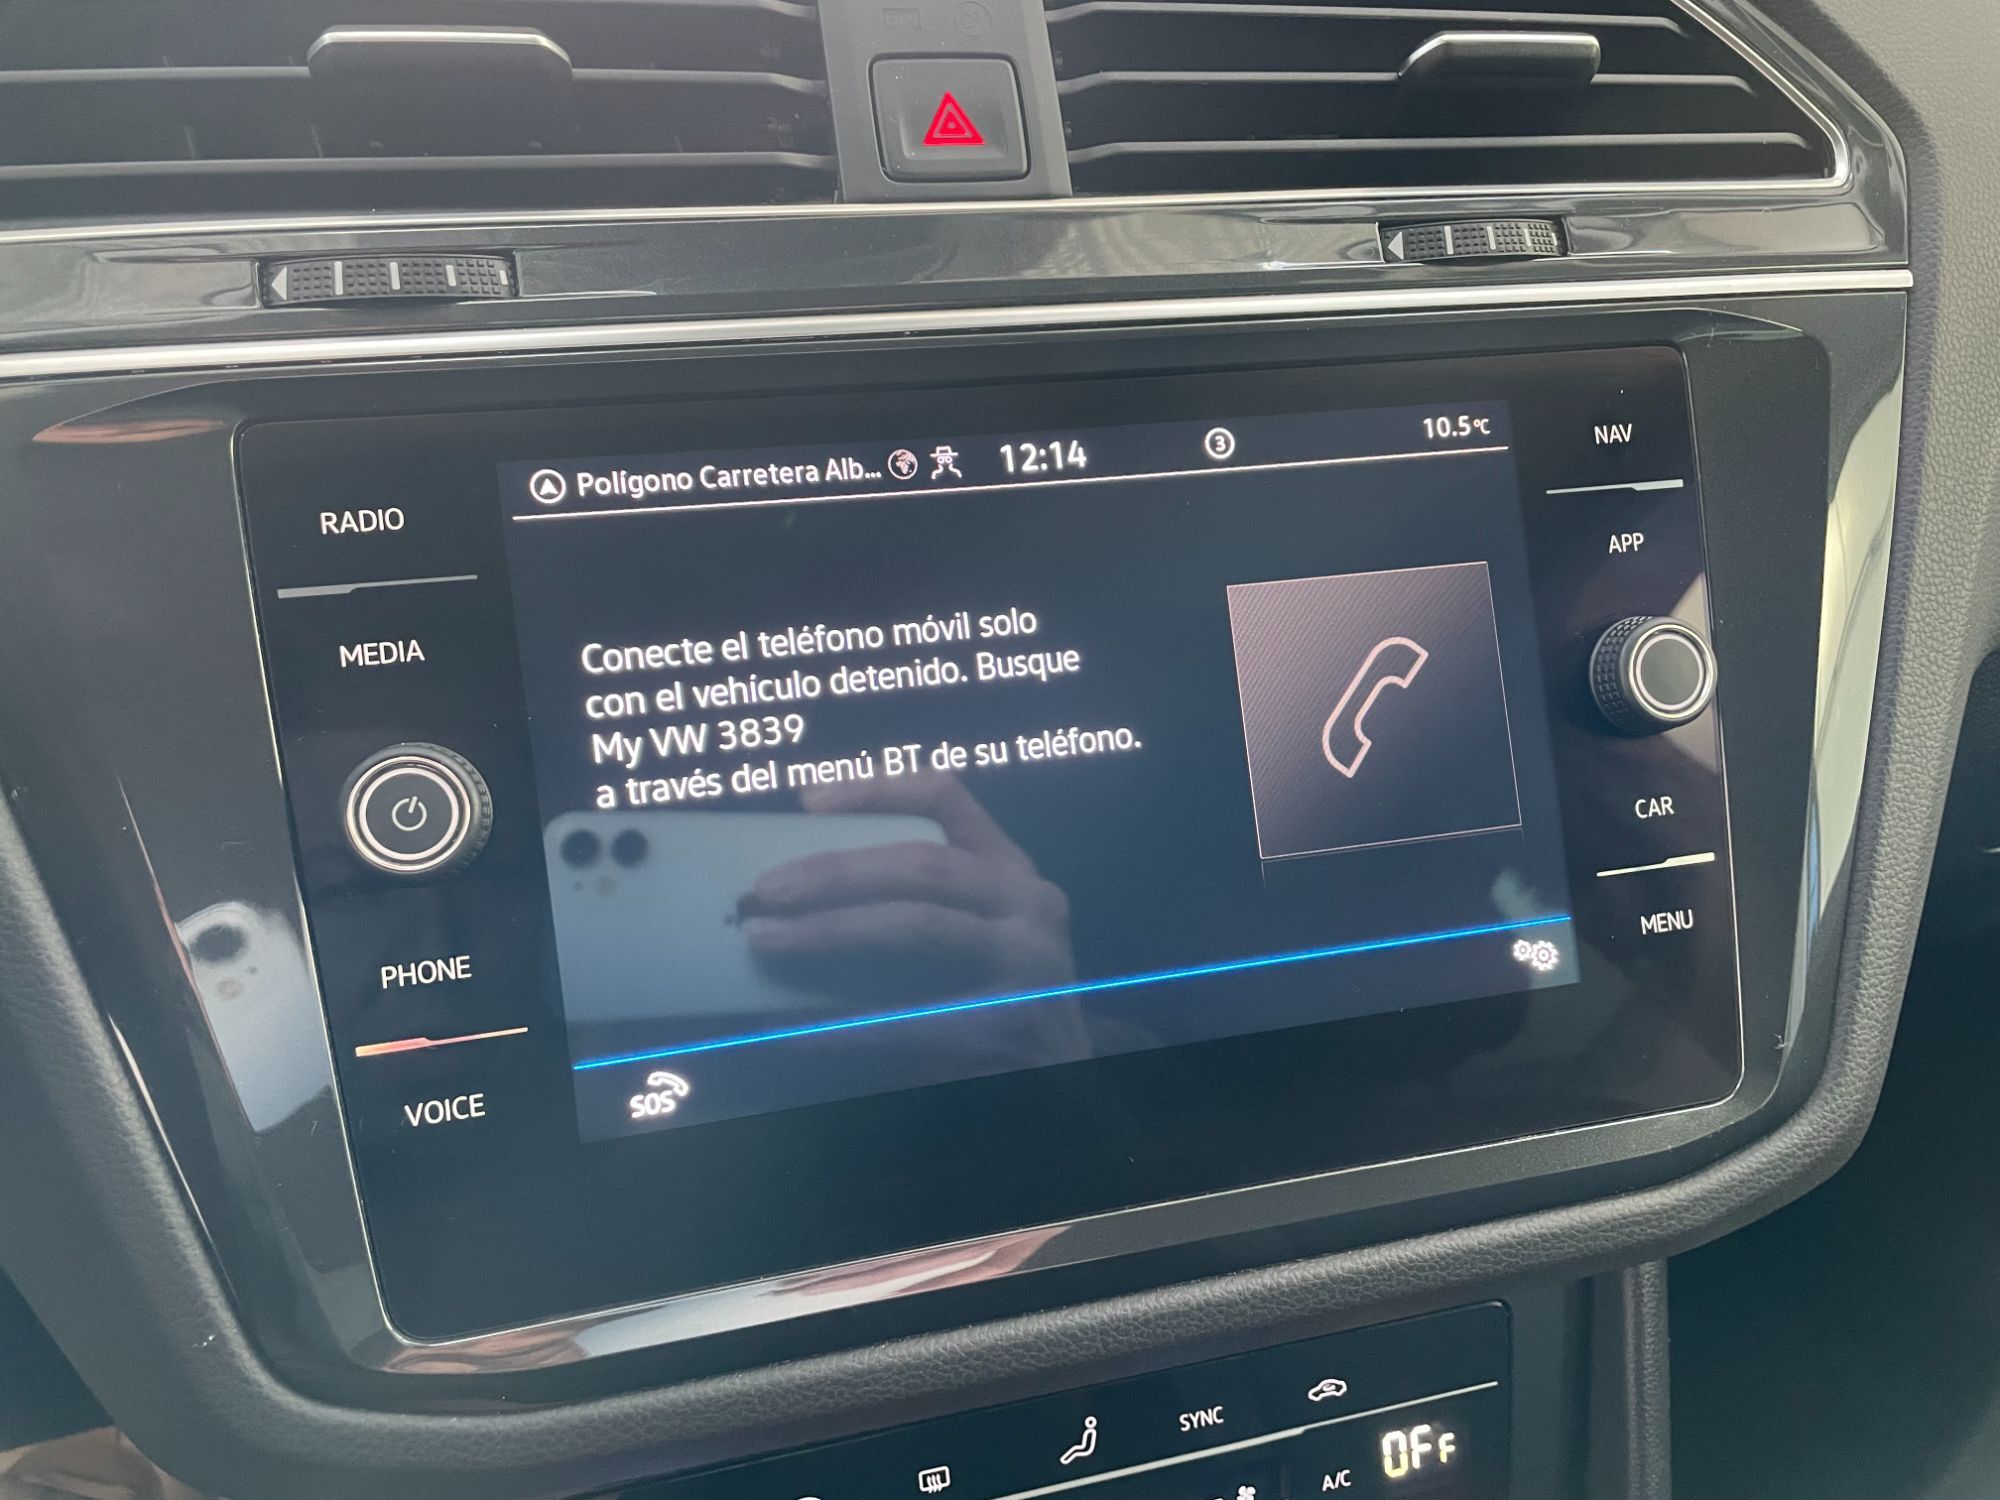 RADIO
MEDIA
PHONE
VOICE
Polígono Carretera Alb...
12:14
3
10.5°C
Conecte el teléfono móvil solo
con el vehículo detenido. Busque
My VW 3839
a través del menú BT de su teléfono.
SOS
NAV
APP
CAR
MENU
SYNC
A/C
OFF